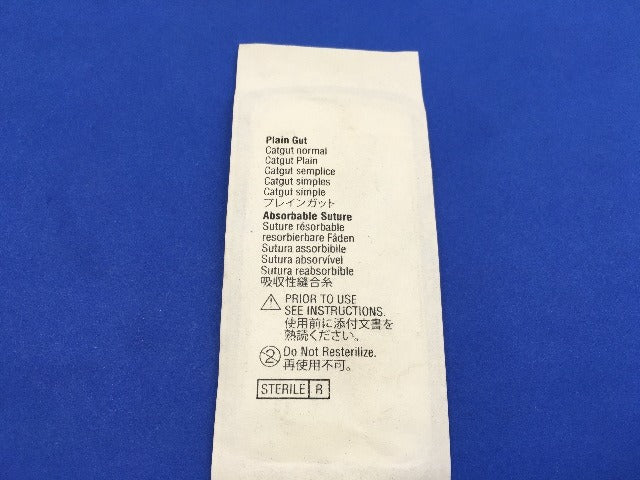 Plain Gut
Catgut normal
Catgut Plain
Catgut semplice
Catgut simples
Catgut simple
プレインガット
Absorbable Suture
Suture résorbable
resorbierbare Fäden
Sutura assorbibile
Sutura absorvível
Sutura reabsorbible
吸収性縫合糸
PRIOR TO USE
SEE INSTRUCTIONS.
使用前に添付文書を
熟読ください。
2 Do Not Resterilize.
再使用不可。
STERILE R